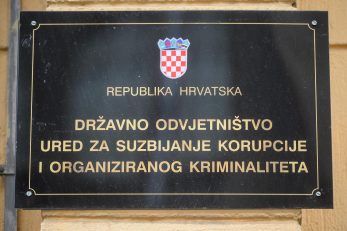 REPUBLIKA HRVATSKA
DRŽAVNO ODVJETNIŠTVO
URED ZA SUZBIJANJE KORUPCIJE
I ORGANIZIRANOG KRIMINALITETA